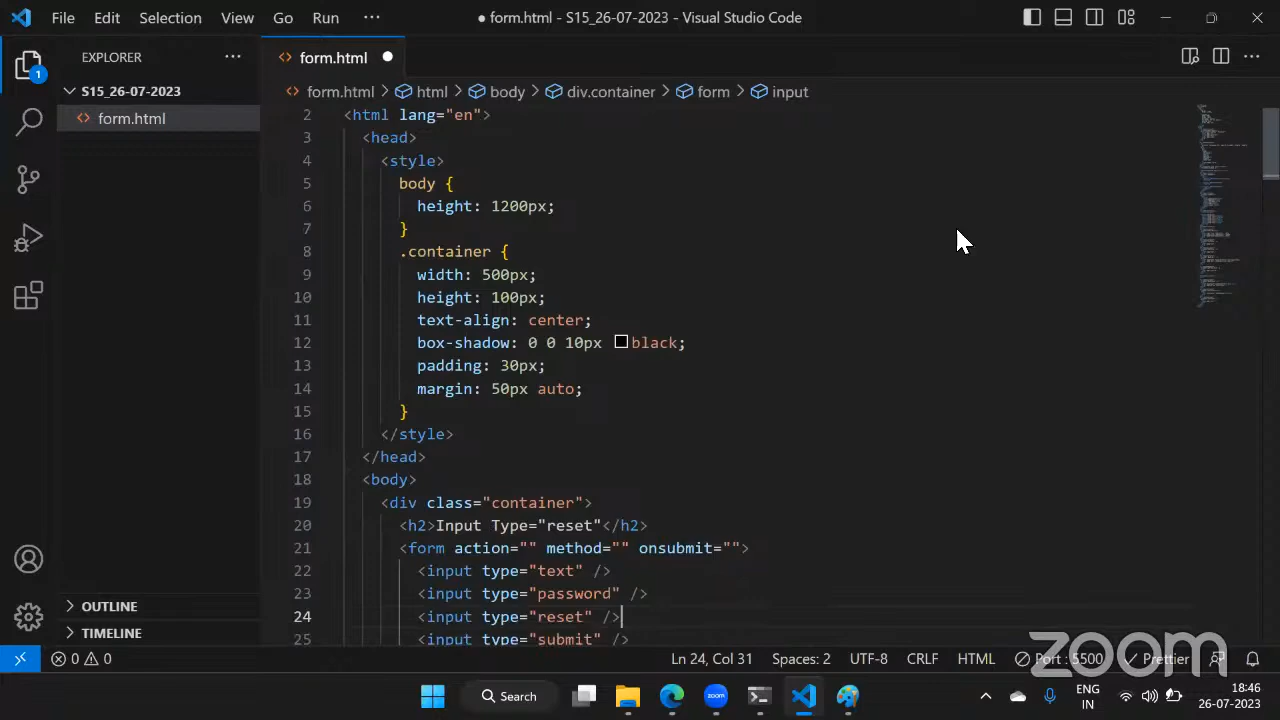 File Edit Selection View Go Run ··· ● form.html - S15_26-07-2023 - Visual Studio Code
EXPLORER ···
form.html ●
1
S15_26-07-2023
form.html
form.html > html > body > div.container > form > input
2 <html lang="en">
3 <head>
4 <style>
5 body {
6 height: 1200px;
7 }
8 .container {
9 width: 500px;
10 height: 100px;
11 text-align: center;
12 box-shadow: 0 0 10px black;
13 padding: 30px;
14 margin: 50px auto;
15 }
16 </style>
17 </head>
18 <body>
19 <div class="container">
20 <h2>Input Type="reset"</h2>
21 <form action="" method="" onsubmit="">
22 <input type="text" />
23 <input type="password" />
24 <input type="reset" />
25 <input type="submit" />
OUTLINE
TIMELINE
zoom
0 0 Ln 24, Col 31 Spaces: 2 UTF-8 CRLF HTML Port : 5500 Prettier
Search
zoom
ENG
IN
18:46
26-07-2023